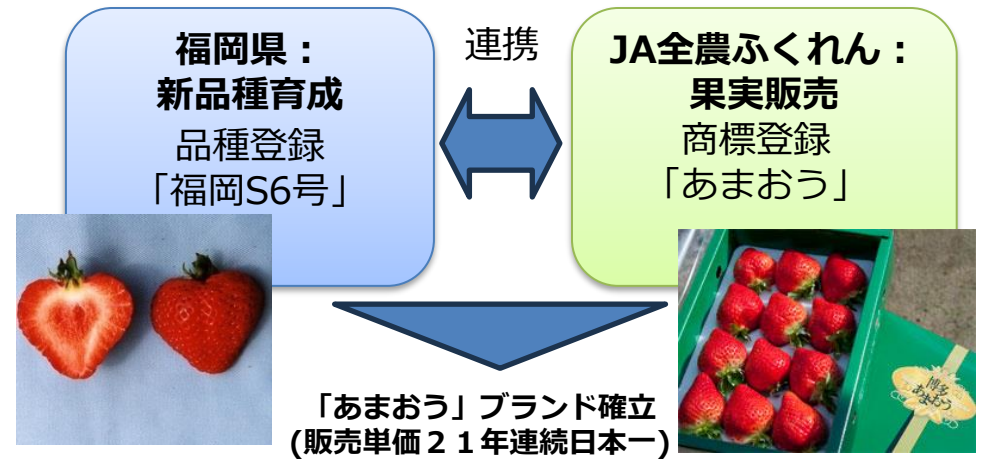 福岡県：
新品種育成
品種登録
「福岡S6号」
連携
JA全農ふくれん：
果実販売
商標登録
「あまおう」
博多
あまおう
「あまおう」ブランド確立
(販売単価２１年連続日本一)